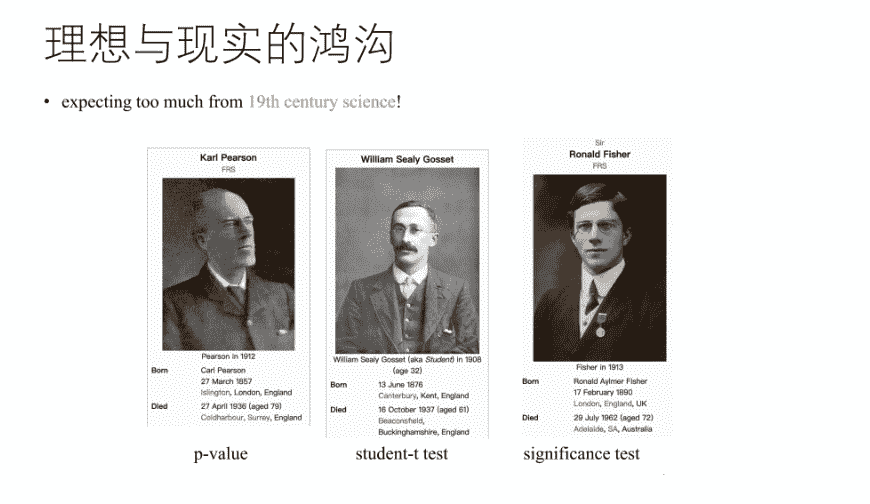 理想与现实的鸿沟
• expecting too much from 19th century science!
Karl Pearson
FRS
Pearson in 1912
Born Carl Pearson
27 March 1857
Islington, London, England
Died 27 April 1936 (aged 79)
Coldharbour, Surrey, England
p-value
William Sealy Gosset
William Sealy Gosset (aka Student) in 1908
(age 32)
Born 13 June 1876
Canterbury, Kent, England
Died 16 October 1937 (aged 61)
Beaconsfield,
Buckinghamshire, England
student-t test
Sir
Ronald Fisher
FRS
Fisher in 1913
Born Ronald Aylmer Fisher
17 February 1890
London, England, UK
Died 29 July 1962 (aged 72)
Adelaide, SA, Australia
significance test